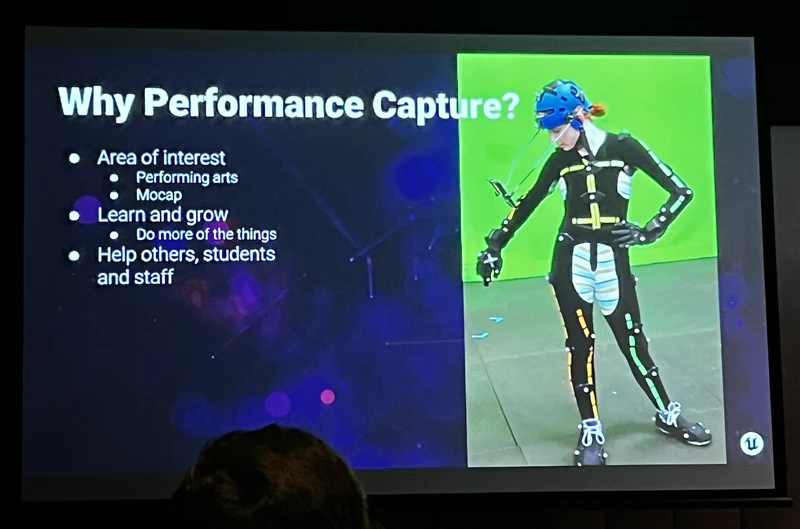 Why Performance Capture?
Area of interest
Performing arts
Mocap
Learn and grow
Do more of the things
Help others, students
and staff